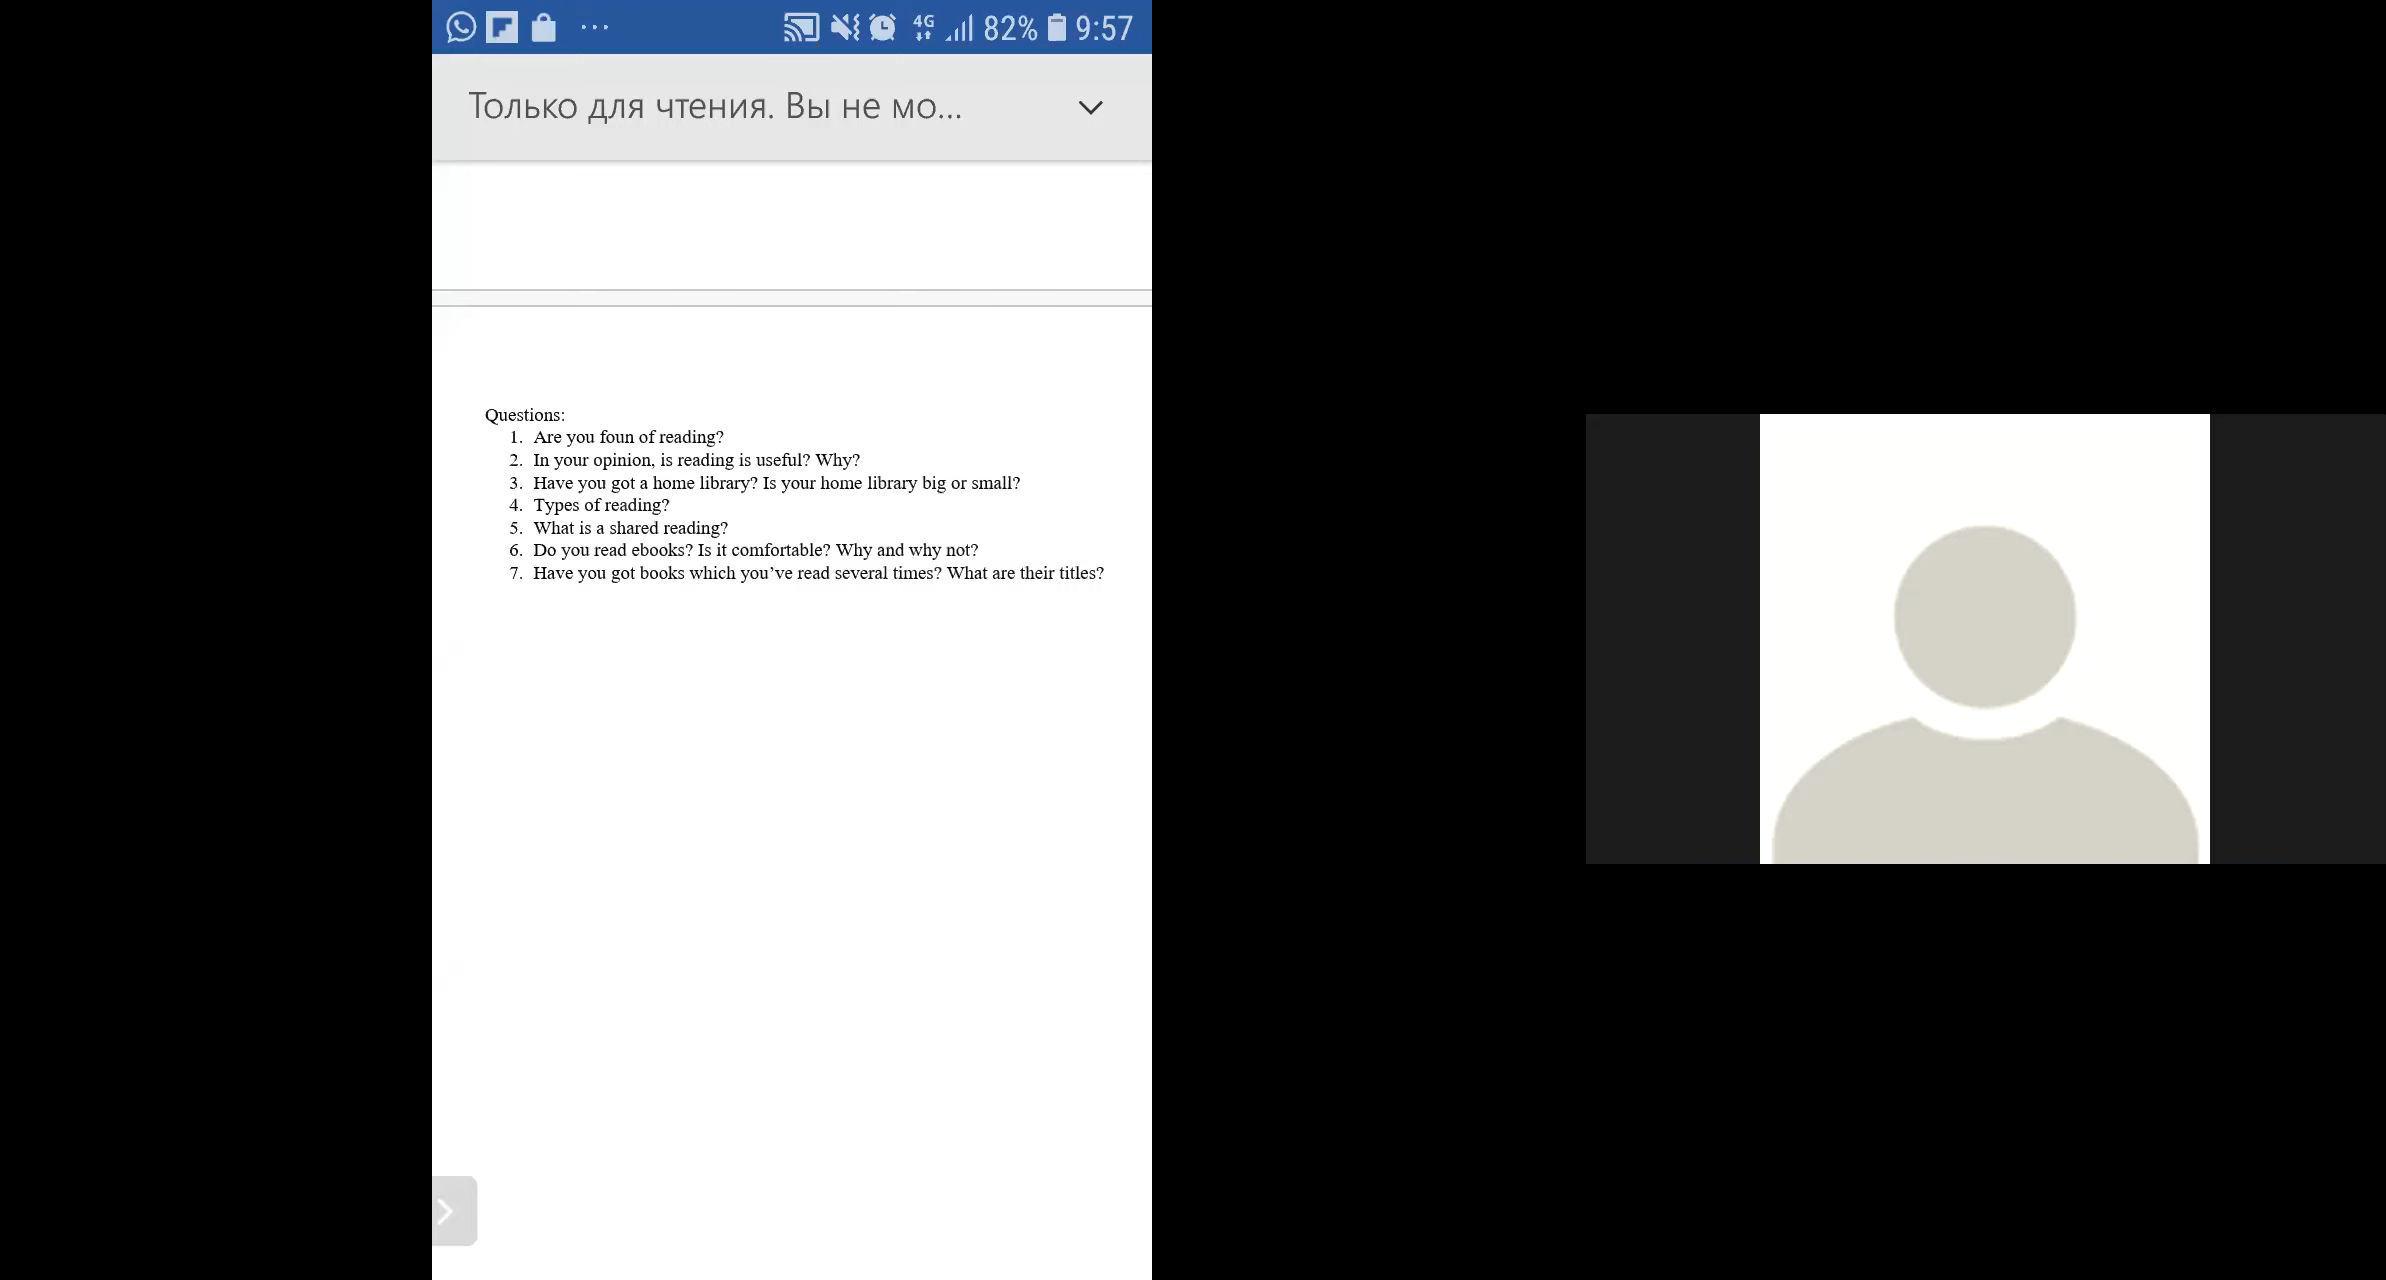 4G 82% 9:57
Только для чтения. Вы не мо...
Questions:
1. Are you foun of reading?
2. In your opinion, is reading is useful? Why?
3. Have you got a home library? Is your home library big or small?
4. Types of reading?
5. What is a shared reading?
6. Do you read ebooks? Is it comfortable? Why and why not?
7. Have you got books which you’ve read several times? What are their titles?